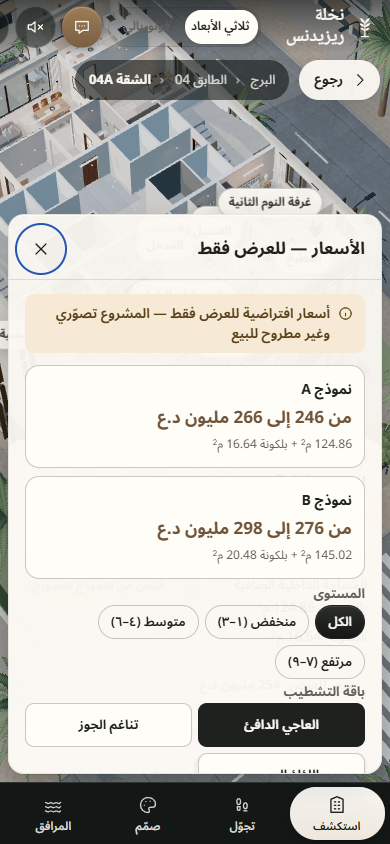 نخلة
ريزيدنس
ثلاثي الأبعاد
رجوع
البرج › الطابق 04 › الشقة 04A
غرفة النوم الثانية
الأسعار — للعرض فقط
أسعار افتراضية للعرض فقط — المشروع تصوّري
وغير مطروح للبيع
نموذج A
من 246 إلى 266 مليون د.ع
124.86 م² + بلكونة 16.64 م²
نموذج B
من 276 إلى 298 مليون د.ع
145.02 م² + بلكونة 20.48 م²
المستوى
الكل
منخفض (١–٣)
متوسط (٤–٦)
مرتفع (٧–٩)
باقة التشطيب
العاجي الدافئ
تناغم الجوز
استكشف
تجوّل
صمّم
المرافق